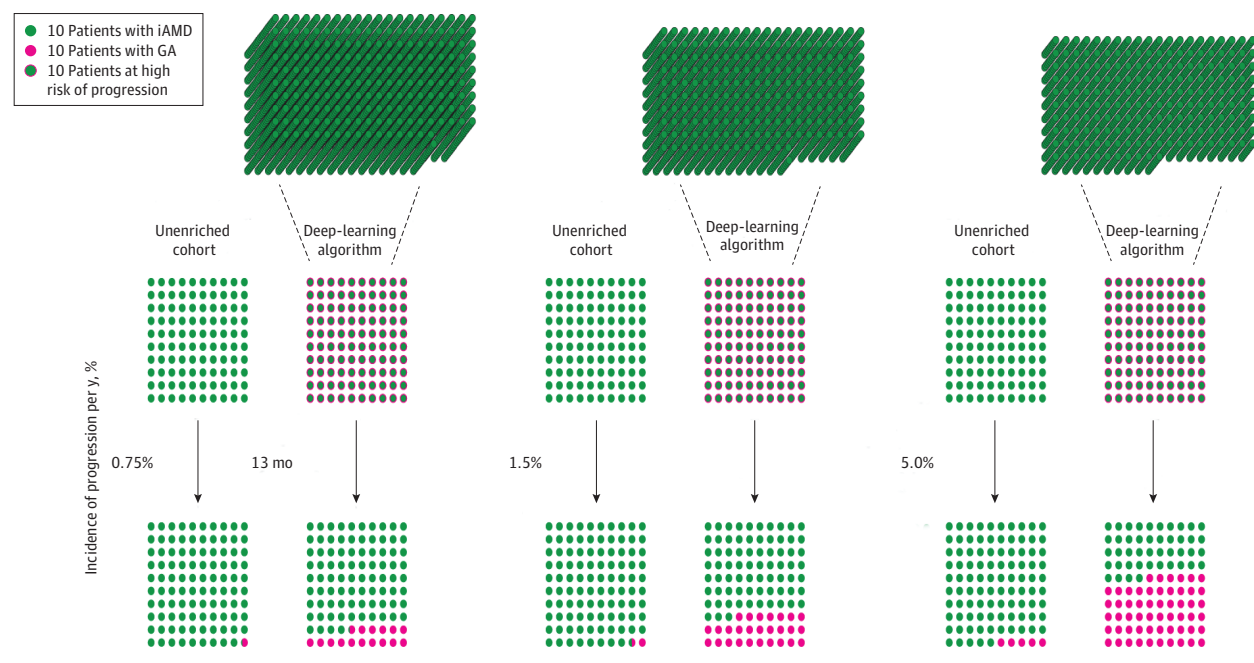 10 Patients with iAMD
10 Patients with GA
10 Patients at high
risk of progression
Unenriched
cohort
Deep-learning
algorithm
Unenriched
cohort
Deep-learning
algorithm
Unenriched
cohort
Deep-learning
algorithm
Incidence of progression per y, %
0.75%
13 mo
1.5%
5.0%